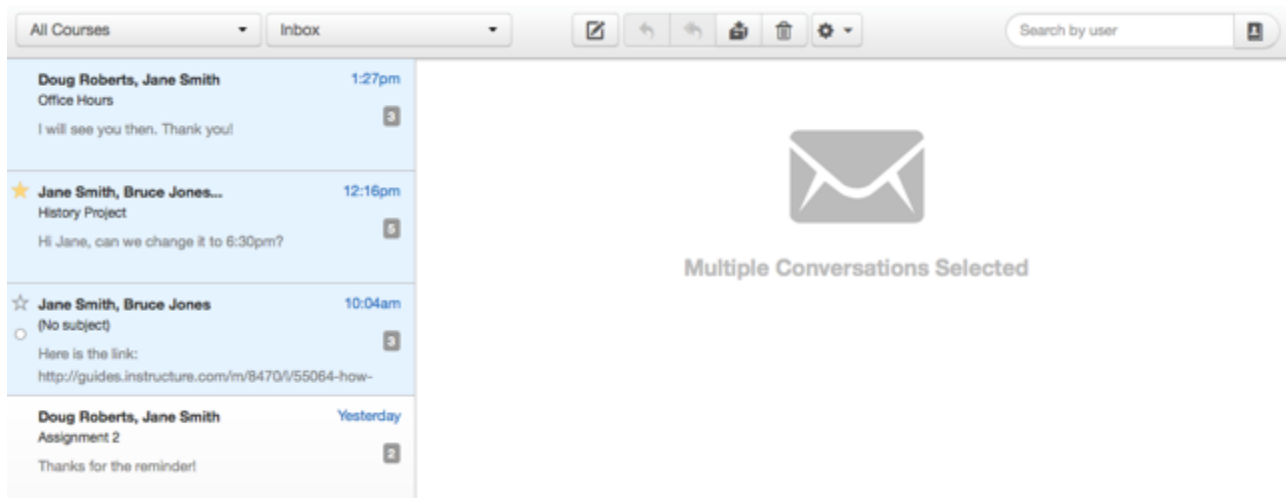 All Courses
Inbox
Search by user
Doug Roberts, Jane Smith
1:27pm
Office Hours
3
I will see you then. Thank you!
Jane Smith, Bruce Jones...
12:16pm
History Project
5
Hi Jane, can we change it to 6:30pm?
Jane Smith, Bruce Jones
10:04am
(No subject)
3
Here is the link:
http://guides.instructure.com/m/8470/l/55064-how-
Doug Roberts, Jane Smith
Yesterday
Assignment 2
2
Thanks for the reminder!
Multiple Conversations Selected